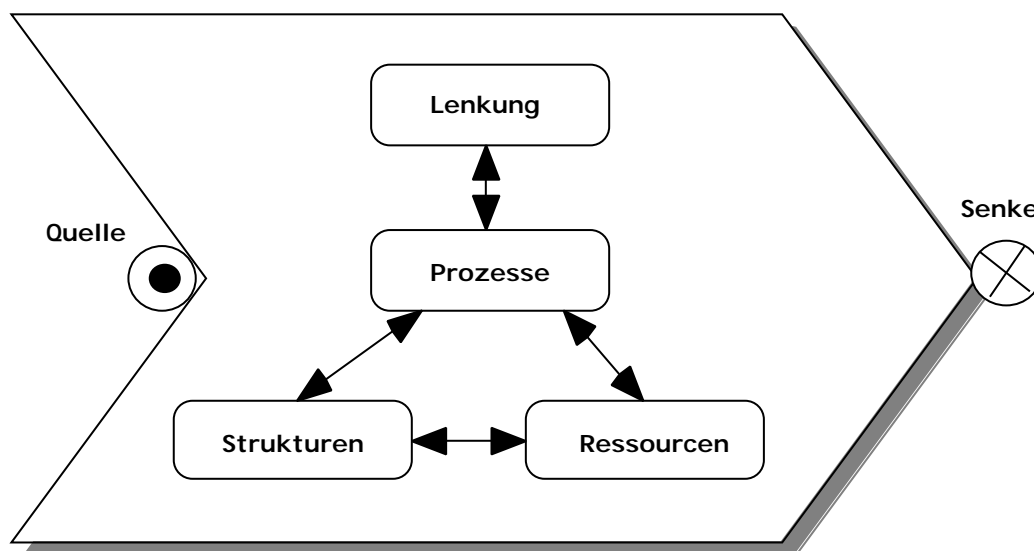 Lenkung
Senke
Quelle
Prozesse
Strukturen
Ressourcen